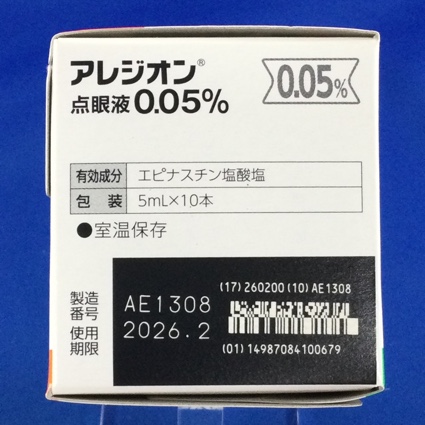 アレジオン®
点眼液0.05%
0.05%
有効成分 エピナスチン塩酸塩
包 装 5mL×10本
●室温保存
(17) 260200 (10) AE1308
製造番号 AE1308
使用期限 2026.2
(01) 14987084100679